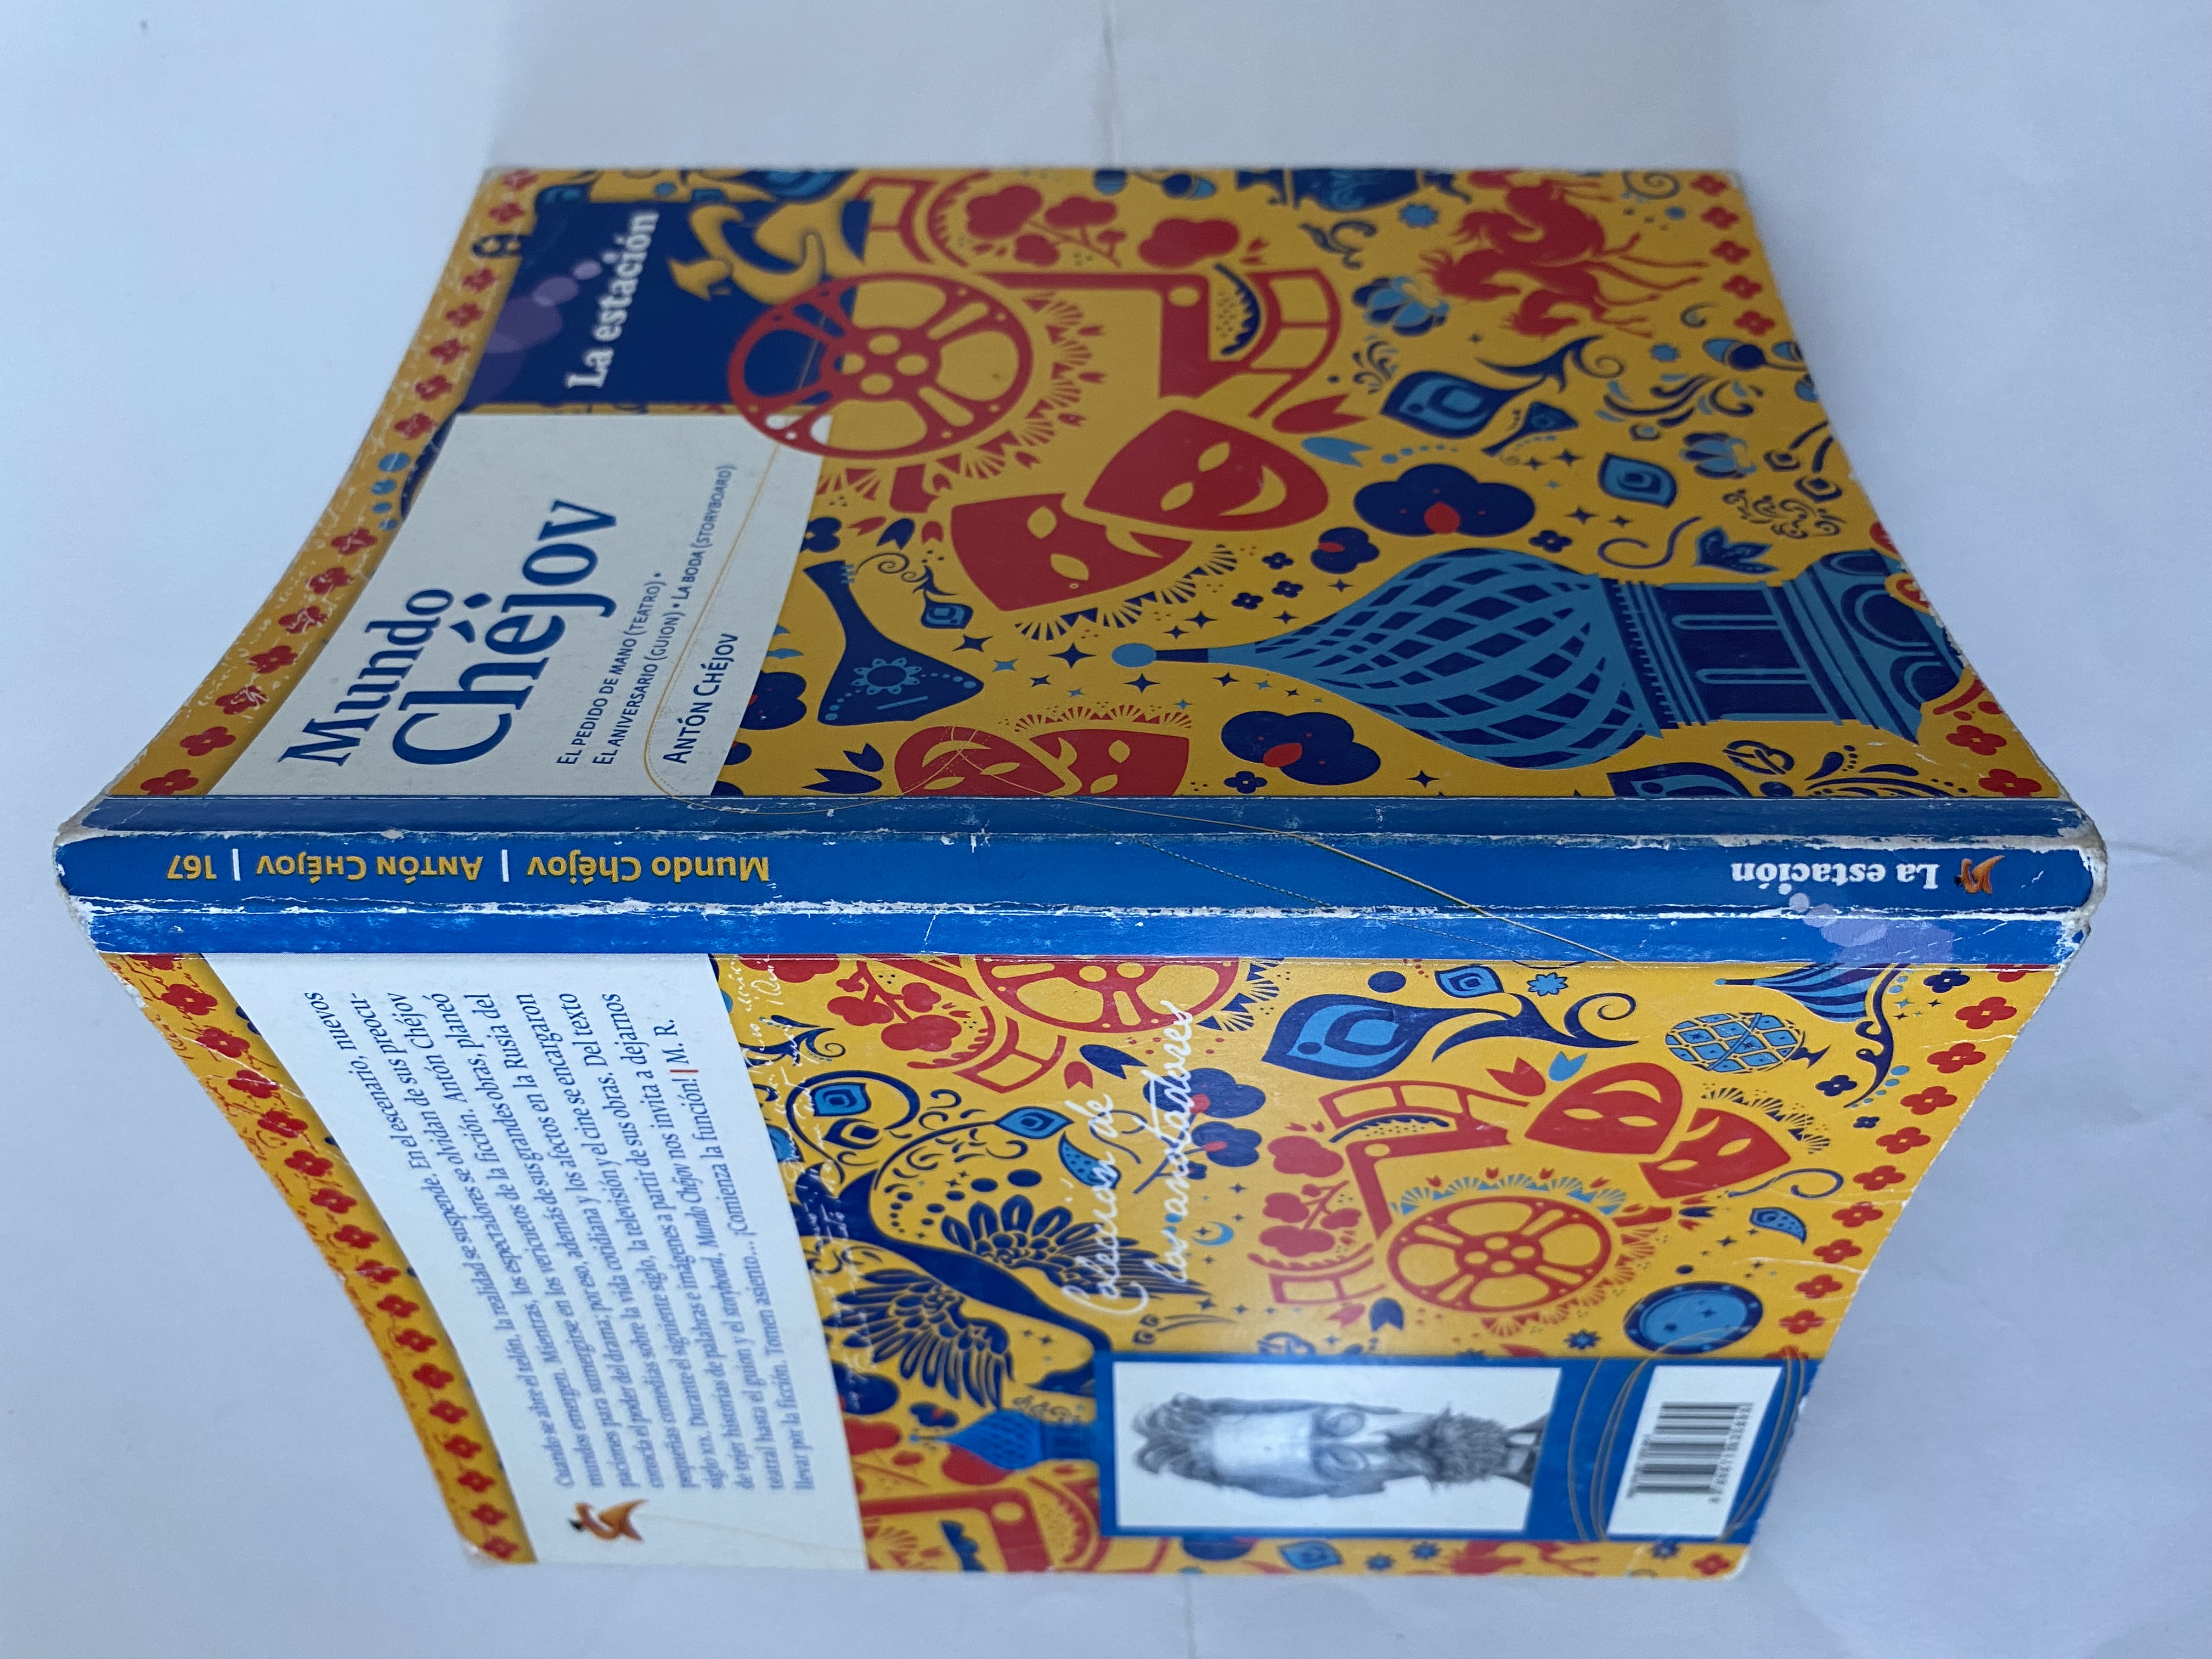 Cuando se abre el telón, la realidad se suspende. En el escenario, nuevos
mundos emergen. Mientras, los espectadores se olvidan de sus preocu-
paciones para sumergirse en los vericuetos de la ficción. Antón Chéjov
conocía el poder del drama; por eso, además de sus grandes obras, planeó
pequeñas comedias sobre la vida cotidiana y los afectos en la Rusia del
siglo XIX. Durante el siguiente siglo, la televisión y el cine se encargaron
de tejer historias de palabras e imágenes a partir de sus obras. Del texto
teatral hasta el guion y el storyboard, Mundo Chéjov nos invita a dejarnos
llevar por la ficción. Tomen asiento... ¡Comienza la función! | M. R.
Colección de
los anotadores
Mundo Chéjov | Antón Chéjov | 167
La estación
Mundo
Chéjov
El pedido de mano (teatro) •
El aniversario (guion) • La boda (storyboard)
Antón Chéjov
La estación